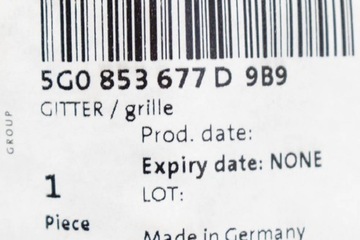 5G0 853 677 D 9B9
GITTER / grille
Prod. date:
Expiry date: NONE
LOT:
1
Piece
Made in Germany
GROUP